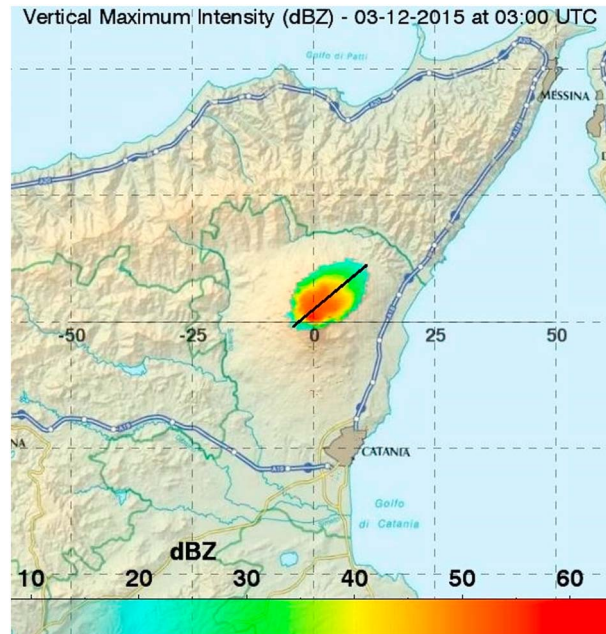 Vertical Maximum Intensity (dBZ) - 03-12-2015 at 03:00 UTC
Golfo di Patti
MESSINA
-50 -25 0 25 50
NA
CATANIA
Golfo
di Catania
dBZ
10 20 30 40 50 60